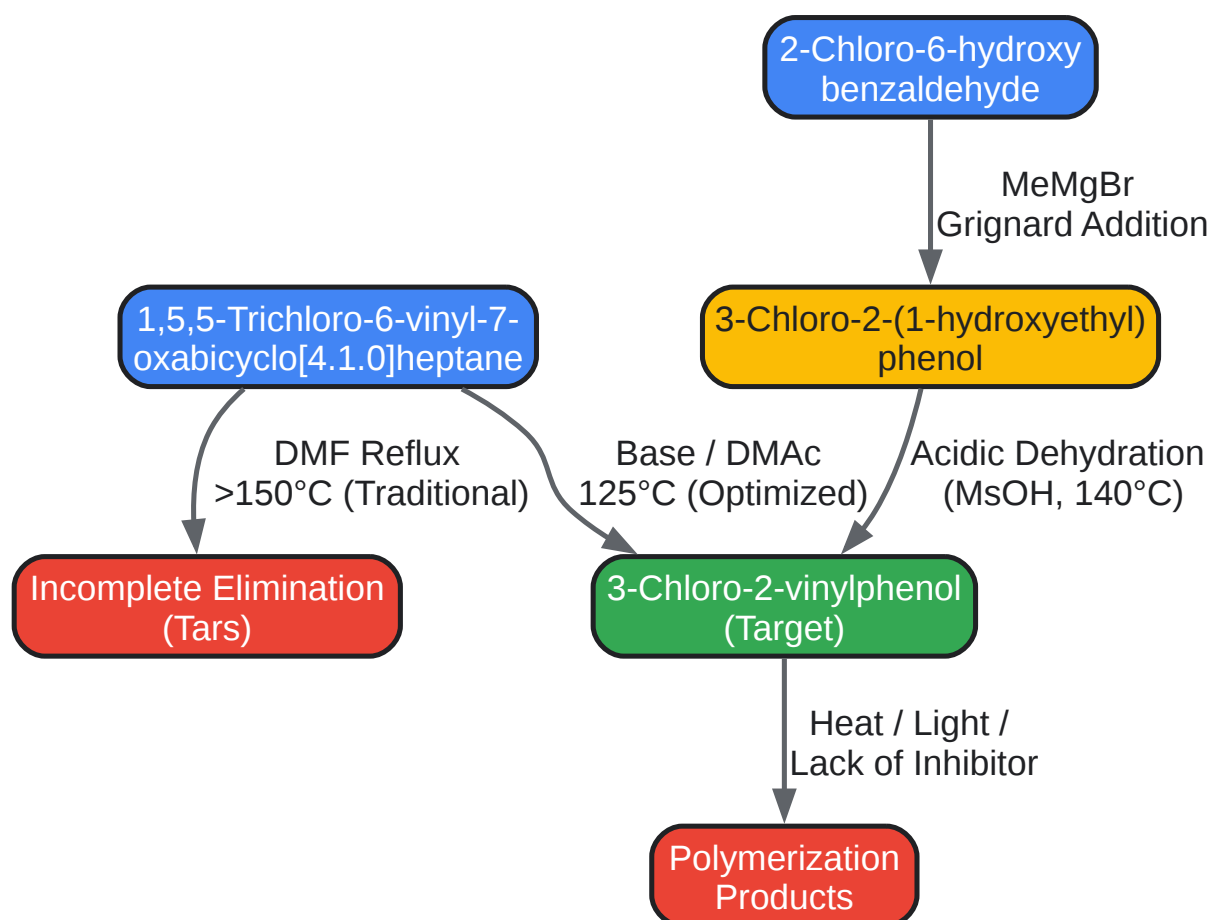 2-Chloro-6-hydroxy
benzaldehyde
MeMgBr
Grignard Addition
1,5,5-Trichloro-6-vinyl-7-
oxabicyclo[4.1.0]heptane
3-Chloro-2-(1-hydroxyethyl)
phenol
DMF Reflux
>150°C (Traditional)
Base / DMAc
125°C (Optimized)
Acidic Dehydration
(MsOH, 140°C)
Incomplete Elimination
(Tars)
3-Chloro-2-vinylphenol
(Target)
Heat / Light /
Lack of Inhibitor
Polymerization
Products